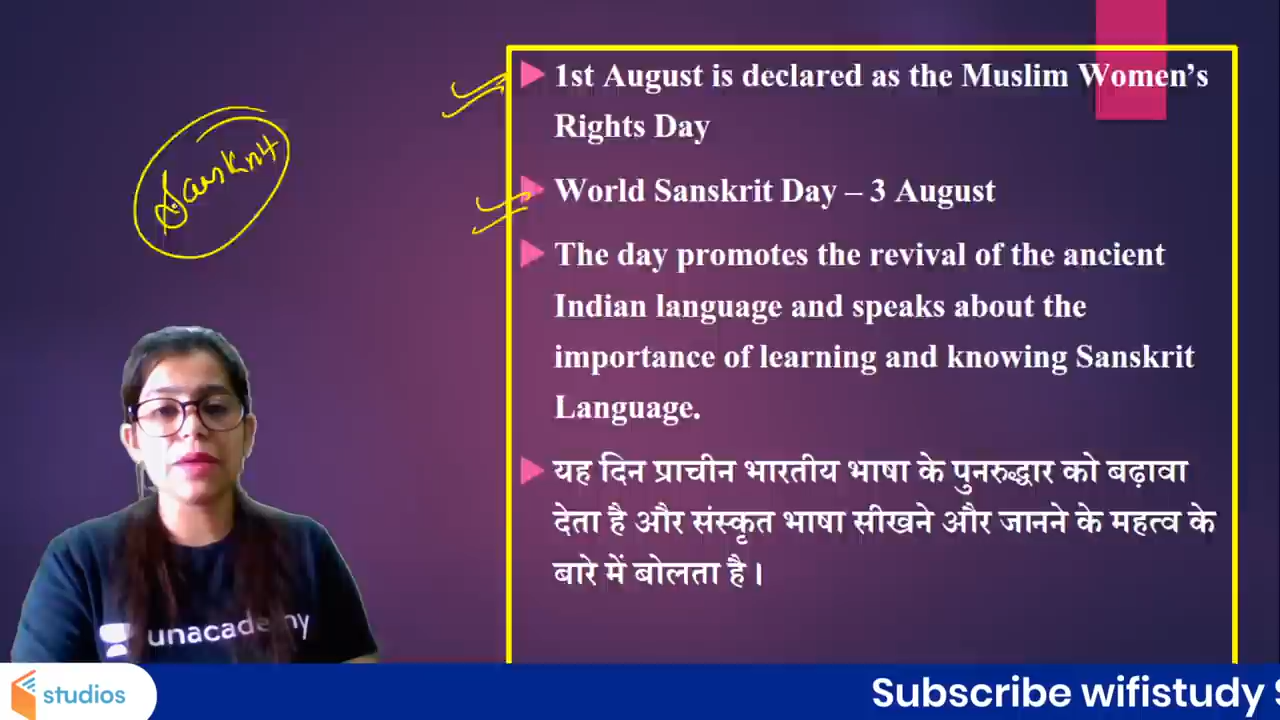 Sanskrit
1st August is declared as the Muslim Women's
Rights Day
World Sanskrit Day – 3 August
The day promotes the revival of the ancient
Indian language and speaks about the
importance of learning and knowing Sanskrit
Language.
यह दिन प्राचीन भारतीय भाषा के पुनरुद्धार को बढ़ावा
देता है और संस्कृत भाषा सीखने और जानने के महत्व के
बारे में बोलता है।
unacademy
studios
Subscribe wifistudy S